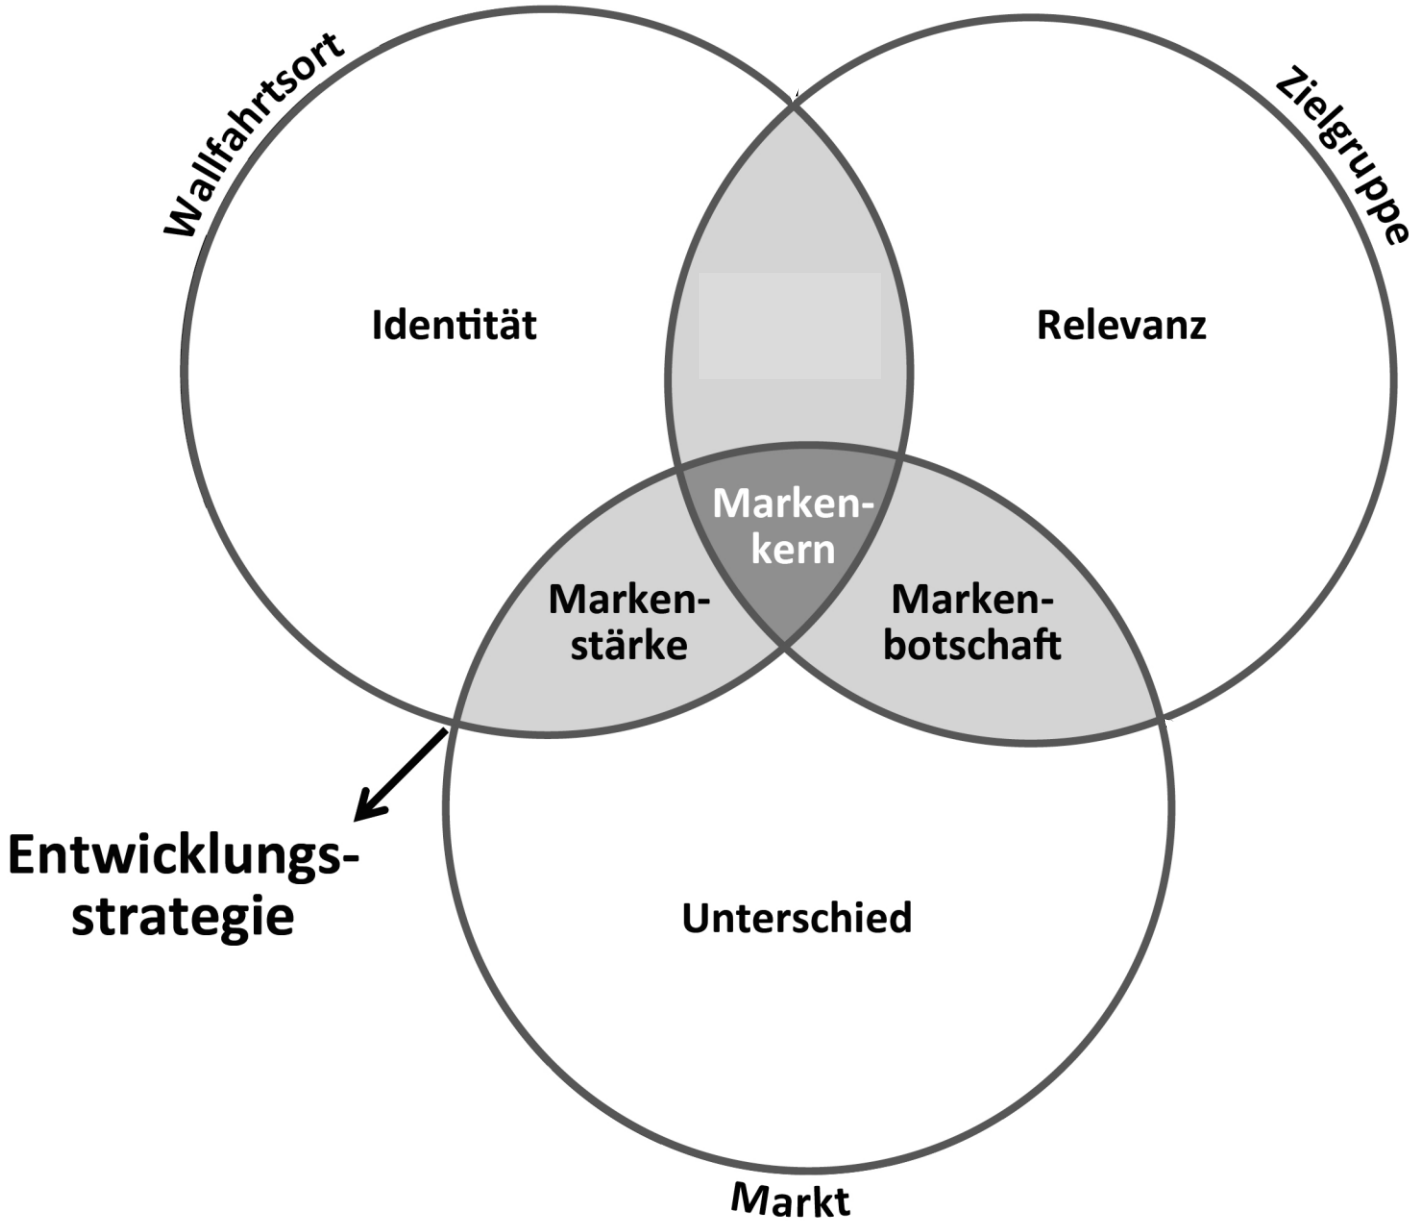 Wallfahrtsort
Zielgruppe
Identität
Relevanz
Marken-
kern
Marken-
stärke
Marken-
botschaft
Entwicklungs-
strategie
Unterschied
Markt